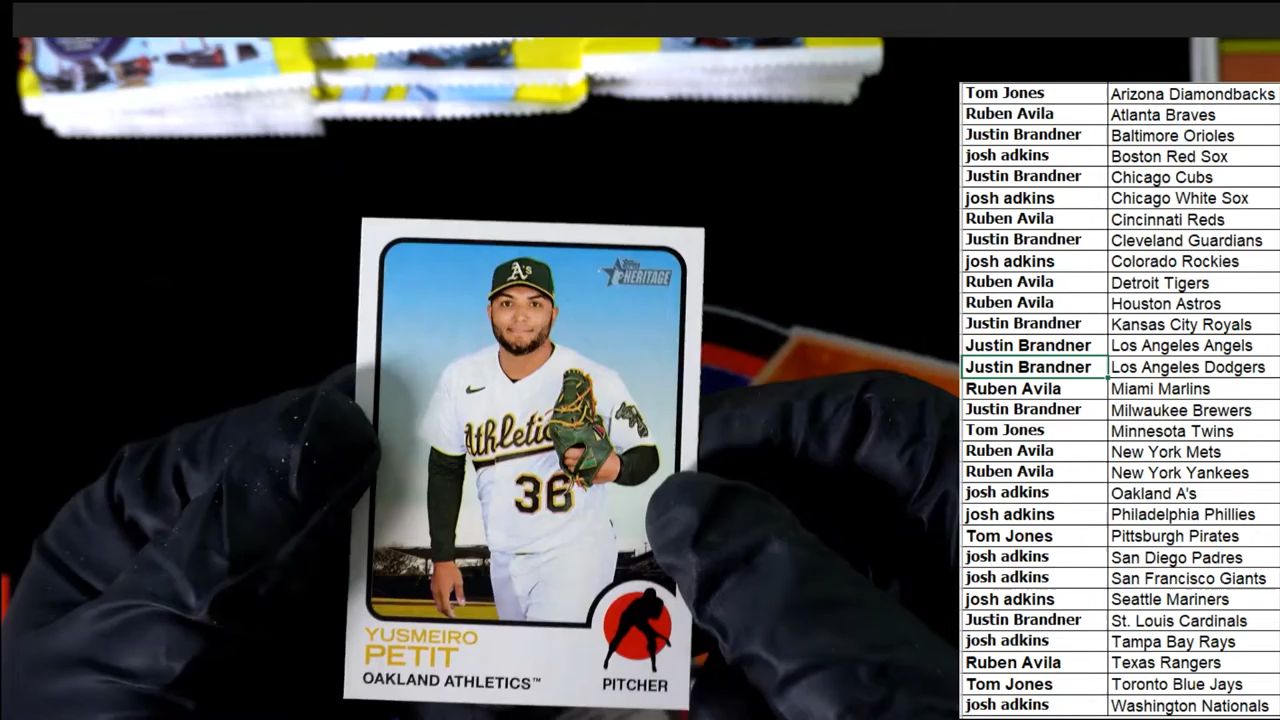 Tom Jones Arizona Diamondbacks
Ruben Avila Atlanta Braves
Justin Brandner Baltimore Orioles
josh adkins Boston Red Sox
Justin Brandner Chicago Cubs
josh adkins Chicago White Sox
Ruben Avila Cincinnati Reds
Justin Brandner Cleveland Guardians
josh adkins Colorado Rockies
Ruben Avila Detroit Tigers
Ruben Avila Houston Astros
Justin Brandner Kansas City Royals
Justin Brandner Los Angeles Angels
Justin Brandner Los Angeles Dodgers
Ruben Avila Miami Marlins
Justin Brandner Milwaukee Brewers
Tom Jones Minnesota Twins
Ruben Avila New York Mets
Ruben Avila New York Yankees
josh adkins Oakland A's
josh adkins Philadelphia Phillies
Tom Jones Pittsburgh Pirates
josh adkins San Diego Padres
josh adkins San Francisco Giants
josh adkins Seattle Mariners
Justin Brandner St. Louis Cardinals
josh adkins Tampa Bay Rays
Ruben Avila Texas Rangers
Tom Jones Toronto Blue Jays
josh adkins Washington Nationals
A's
HERITAGE
Athletic
36
YUSMEIRO
PETIT
OAKLAND ATHLETICS™
PITCHER